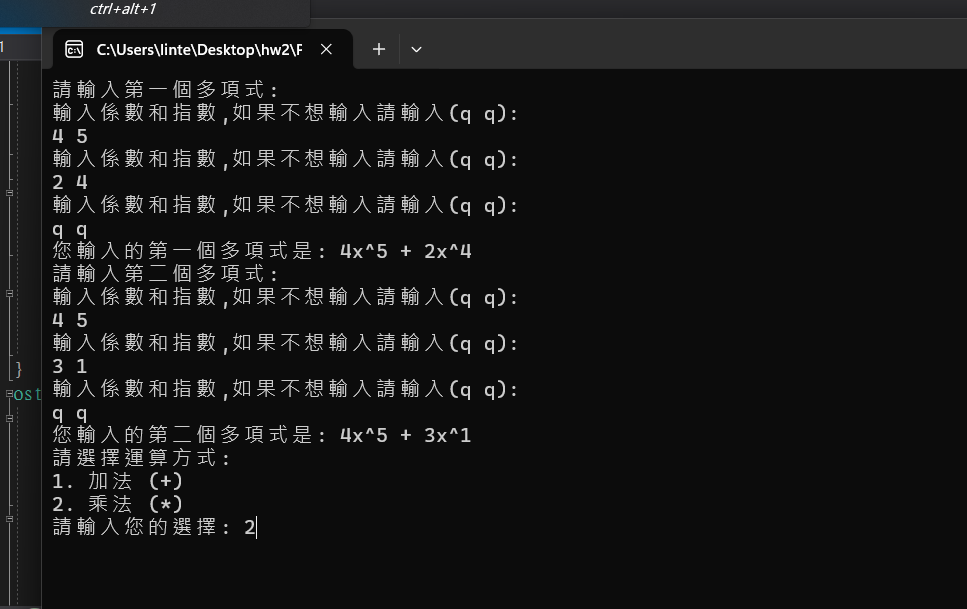 ctrl+alt+1
C:\Users\linte\Desktop\hw2\F
請輸入第一個多項式:
輸入係數和指數,如果不想輸入請輸入(q q):
4 5
輸入係數和指數,如果不想輸入請輸入(q q):
2 4
輸入係數和指數,如果不想輸入請輸入(q q):
q q
您輸入的第一個多項式是: 4x^5 + 2x^4
請輸入第二個多項式:
輸入係數和指數,如果不想輸入請輸入(q q):
4 5
輸入係數和指數,如果不想輸入請輸入(q q):
3 1
輸入係數和指數,如果不想輸入請輸入(q q):
q q
您輸入的第二個多項式是: 4x^5 + 3x^1
請選擇運算方式:
1. 加法 (+)
2. 乘法 (*)
請輸入您的選擇: 2
}
ost